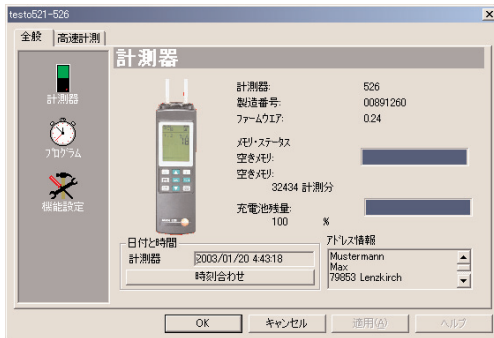 testo521-526
全般 高速計測
計測器
計測器
プログラム
機能設定
計測器: 526
製造番号: 00891260
ファームウエア: 0.24
メモリ・ステータス
空きメモリ:
空きメモリ:
32434 計測分
充電池残量:
100 %
日付と時間
計測器 2003/01/20 4:43:18
時刻合わせ
アドレス情報
Mustermann
Max
79853 Lenzkirch
OK キャンセル 適用(A) ヘルプ